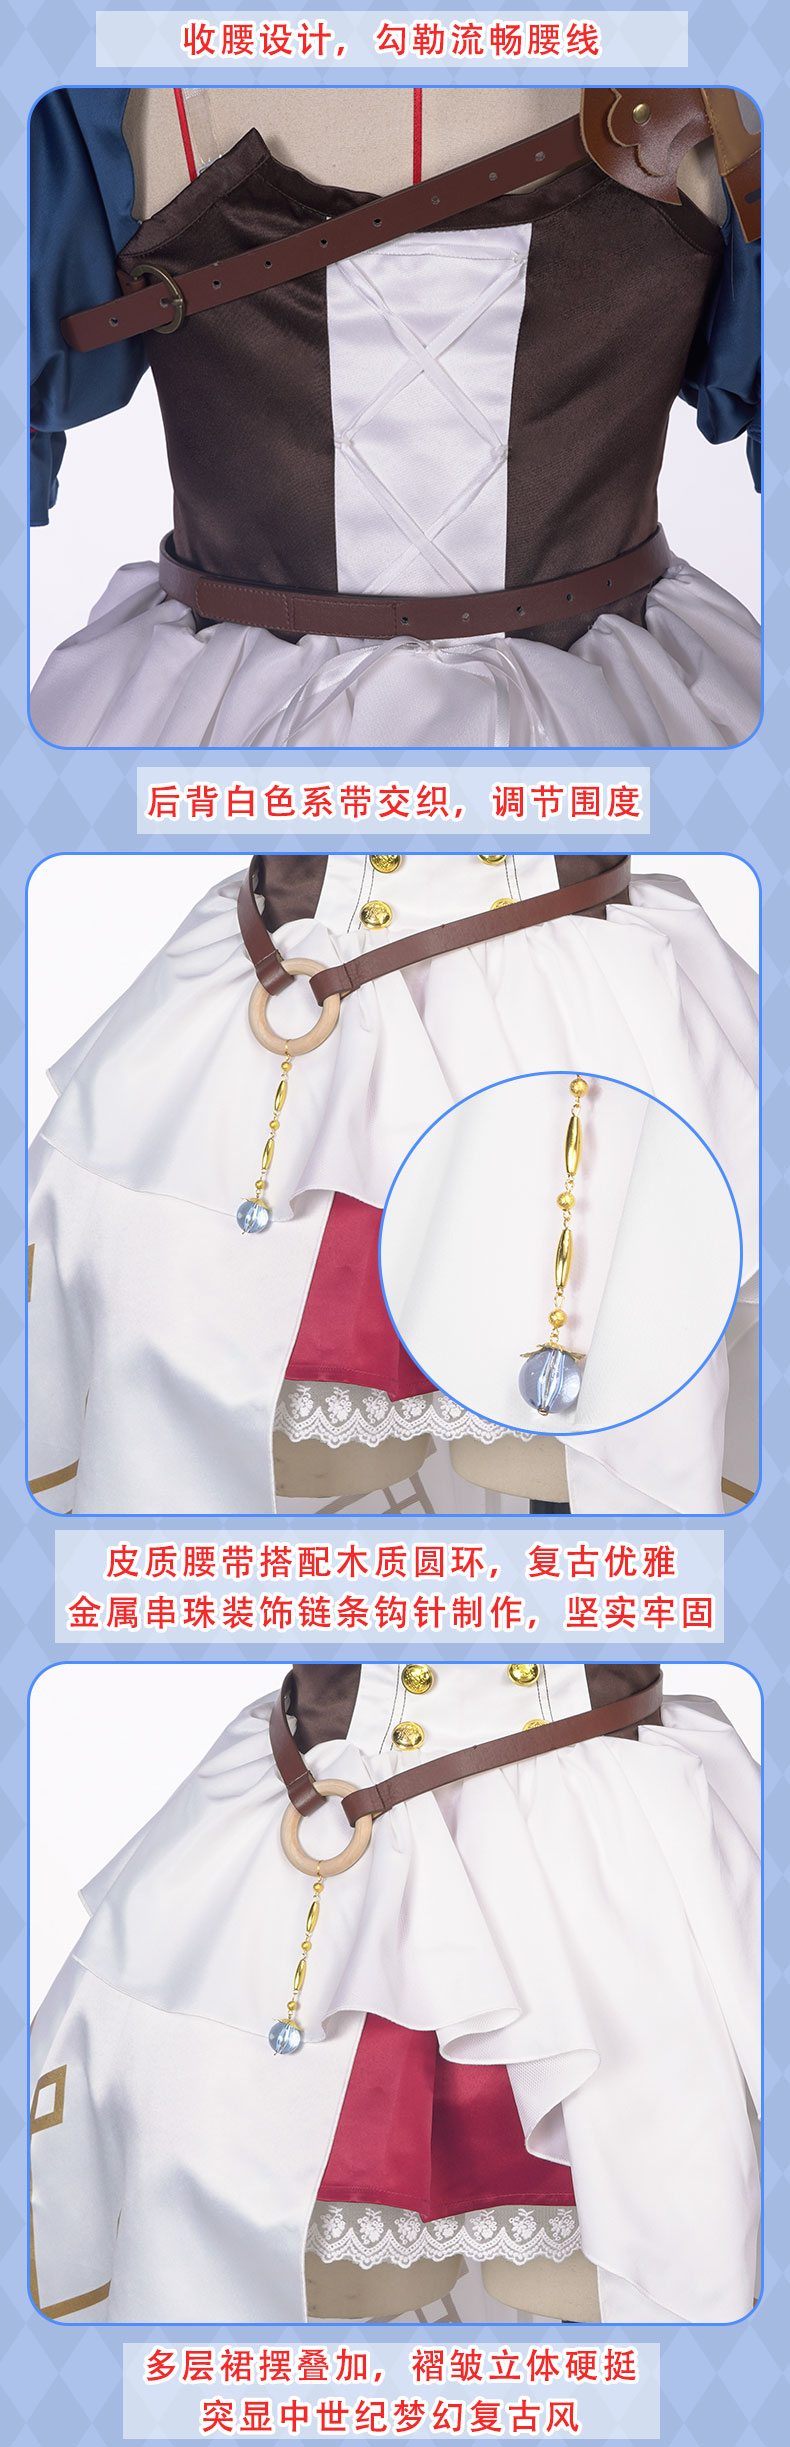 收腰设计，勾勒流畅腰线
后背白色系带交织，调节围度
皮质腰带搭配木质圆环，复古优雅
金属串珠装饰链条钩针制作，坚实牢固
多层裙摆叠加，褶皱立体硬挺
突显中世纪梦幻复古风